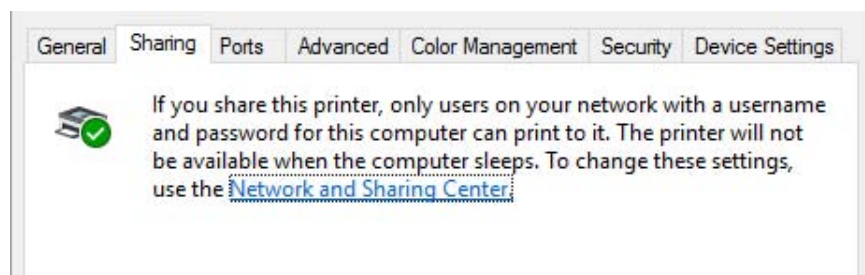 General Sharing Ports Advanced Color Management Security Device Settings
If you share this printer, only users on your network with a username
and password for this computer can print to it. The printer will not
be available when the computer sleeps. To change these settings,
use the Network and Sharing Center.